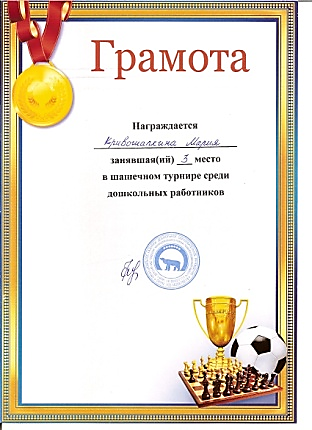 Грамота
Награждается
Кривошапкина Мария
занявшая(ий) 3 место
в шашечном турнире среди
дошкольных работников